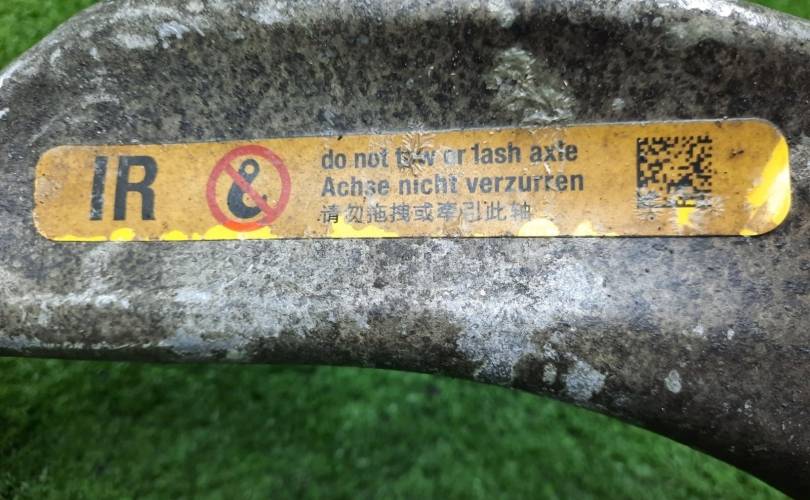 IR
do not tow or lash axle
Achse nicht verzurren
请勿拖拽或牵引此轴